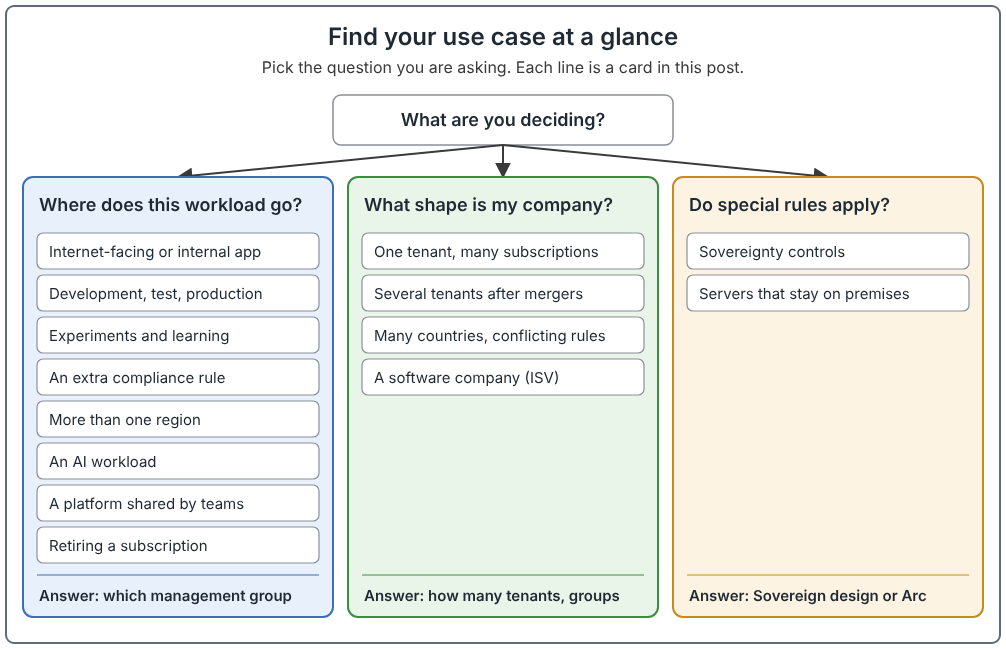 Find your use case at a glance
Pick the question you are asking. Each line is a card in this post.
What are you deciding?
Where does this workload go?
Internet-facing or internal app
Development, test, production
Experiments and learning
An extra compliance rule
More than one region
An AI workload
A platform shared by teams
Retiring a subscription
Answer: which management group
What shape is my company?
One tenant, many subscriptions
Several tenants after mergers
Many countries, conflicting rules
A software company (ISV)
Answer: how many tenants, groups
Do special rules apply?
Sovereignty controls
Servers that stay on premises
Answer: Sovereign design or Arc